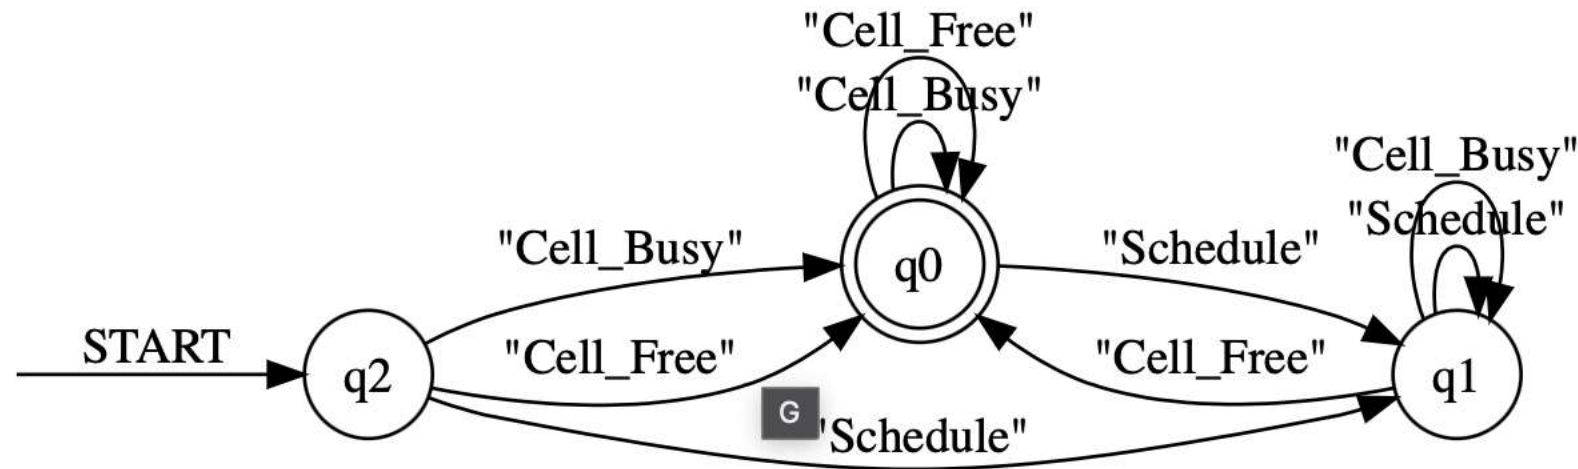 "Cell_Free"
"Cell_Busy"
"Cell_Busy"
"Schedule"
"Cell_Busy"
"Schedule"
q0
START
"Cell_Free"
"Cell_Free"
q2
q1
G
"Schedule"